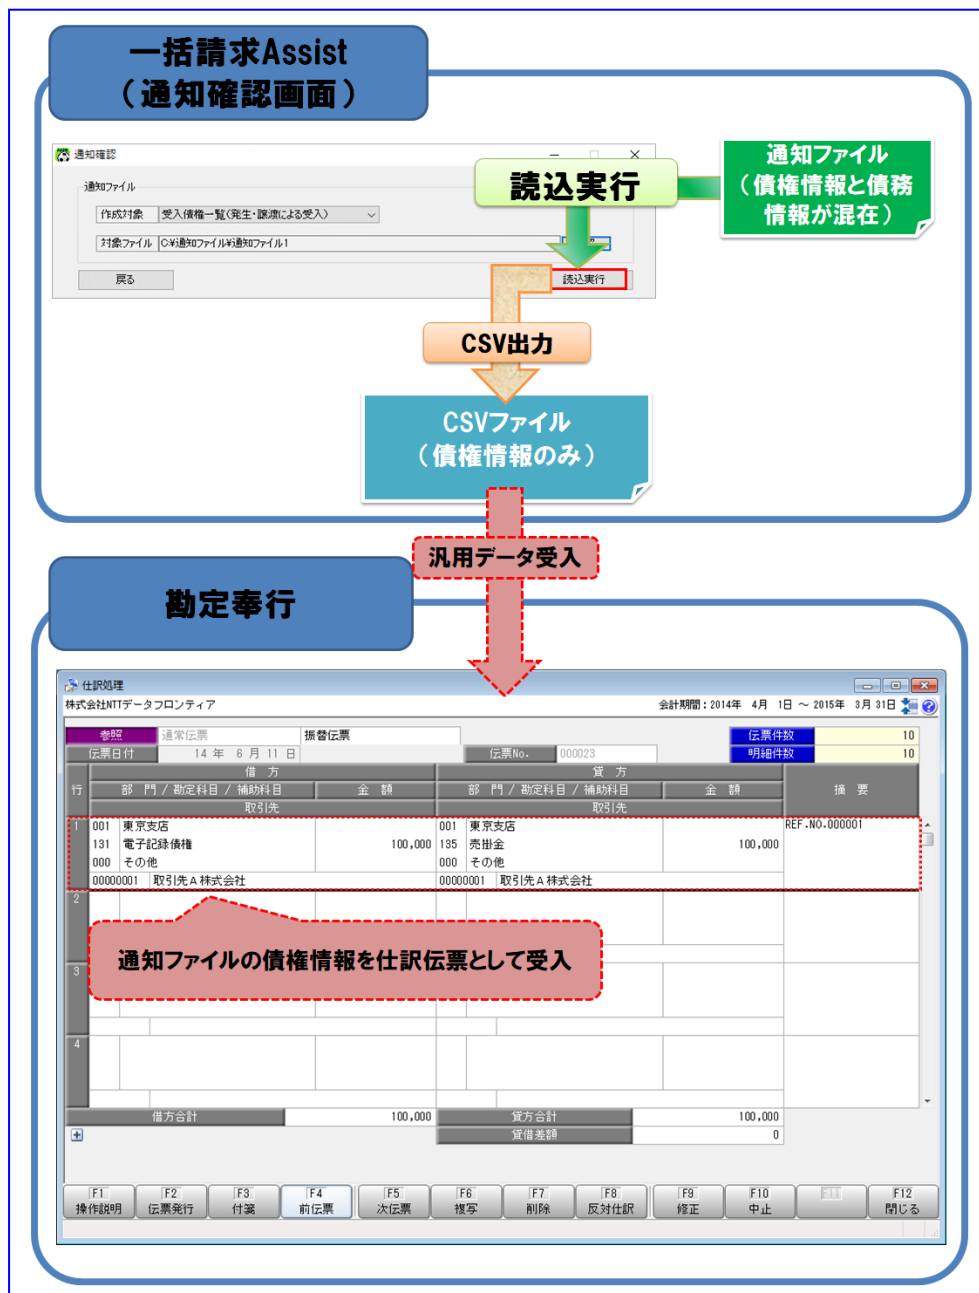 一括請求Assist
（通知確認画面）
通知確認
通知ファイル
作成対象 受入債権一覧（発生・譲渡による受入）
対象ファイル C:¥通知ファイル¥通知ファイル1
戻る
読込実行
読込実行
通知ファイル
（債権情報と債務
情報が混在）
CSV出力
CSVファイル
（債権情報のみ）
汎用データ受入
勘定奉行
仕訳処理
株式会社NTTデータフロンティア 会計期間：2014年 4月 1日 ～ 2015年 3月 31日
参照 通常伝票 振替伝票 伝票件数 10
伝票日付 14 年 6 月 11 日 伝票No. 000023 明細件数 10
行 借 方 貸 方 摘 要
部 門 / 勘定科目 / 補助科目 金 額 部 門 / 勘定科目 / 補助科目 金 額
取引先 取引先
1 001 東京支店 001 東京支店 REF.NO.000001
131 電子記録債権 100,000 135 売掛金 100,000
000 その他 000 その他
00000001 取引先Ａ株式会社 00000001 取引先Ａ株式会社
2
通知ファイルの債権情報を仕訳伝票として受入
3
4
借方合計 100,000 貸方合計 100,000
貸借差額 0
F1 F2 F3 F4 F5 F6 F7 F8 F9 F10 F11 F12
操作説明 伝票発行 付箋 前伝票 次伝票 複写 削除 反対仕訳 修正 中止 閉じる